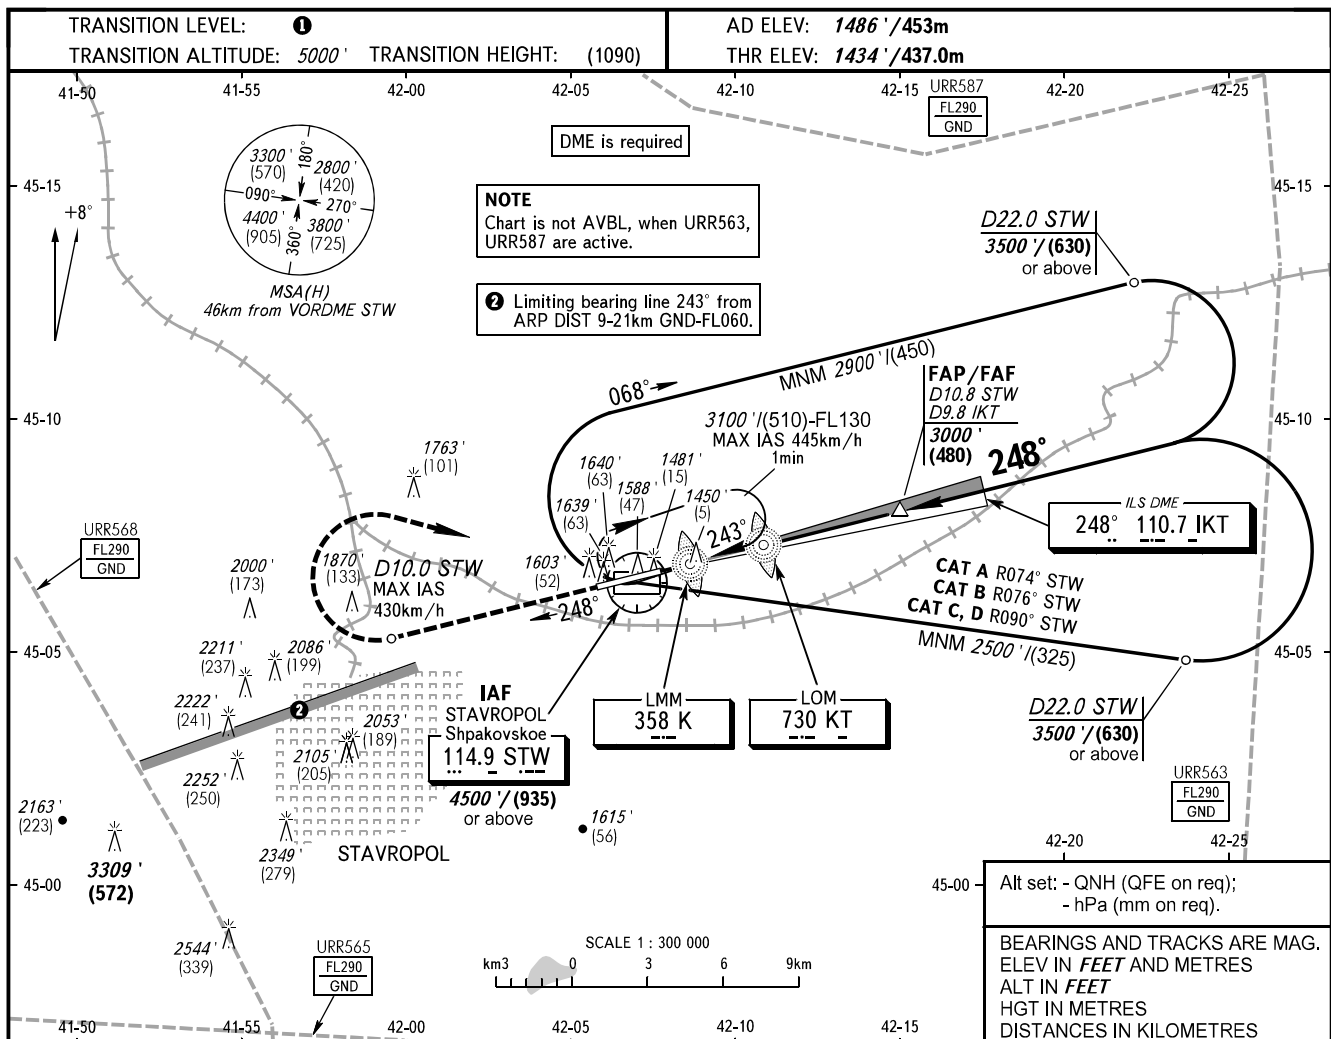 TRANSITION LEVEL: ❶
TRANSITION ALTITUDE: 5000 ' TRANSITION HEIGHT: (1090)
AD ELEV: 1486 '/453m
THR ELEV: 1434 '/437.0m
41-50 41-55 42-00 42-05 42-10 42-15 42-20 42-25
URR587
FL290
GND
DME is required
3300 '
(570)
180°
2800 '
(420)
090°
270°
4400 '
(905)
360°
3800 '
(725)
MSA(H)
46km from VORDME STW
45-15 45-15
+8°
NOTE
Chart is not AVBL, when URR563,
URR587 are active.
❷ Limiting bearing line 243° from
ARP DIST 9-21km GND-FL060.
D22.0 STW
3500 '/(630)
or above
MNM 2900 '/(450)
068°
FAP/FAF
D10.8 STW
D9.8 IKT
3000 '
(480)
3100 '/(510)-FL130
MAX IAS 445km/h
1min
248°
45-10 45-10
1763 '
(101)
1640 '
(63)
1481 '
(15)
1588 '
(47)
1639 '
(63)
1450 '
(5)
243°
1603 '
(52)
ILS DME
248° 110.7 IKT
URR568
FL290
GND
2000 '
(173)
1870 '
(133)
D10.0 STW
MAX IAS
430km/h
248°
CAT A R074° STW
CAT B R076° STW
CAT C, D R090° STW
MNM 2500 '/(325)
45-05 45-05
2211 '
(237)
2086 '
(199)
2222 '
(241)
❷
2053 '
(189)
2105 '
(205)
2252 '
(250)
IAF
STAVROPOL
Shpakovskoe
114.9 STW
4500 '/(935)
or above
LMM
358 K
LOM
730 KT
D22.0 STW
3500 '/(630)
or above
URR563
FL290
GND
2163 '
(223)
3309 '
(572)
2349 '
(279)
STAVROPOL
1615 '
(56)
42-20 42-25
45-00 45-00
Alt set: - QNH (QFE on req);
- hPa (mm on req).
2544 '
(339)
URR565
FL290
GND
SCALE 1 : 300 000
km3 0 3 6 9km
BEARINGS AND TRACKS ARE MAG.
ELEV IN FEET AND METRES
ALT IN FEET
HGT IN METRES
DISTANCES IN KILOMETRES
41-50 41-55 42-00 42-05 42-10 42-15